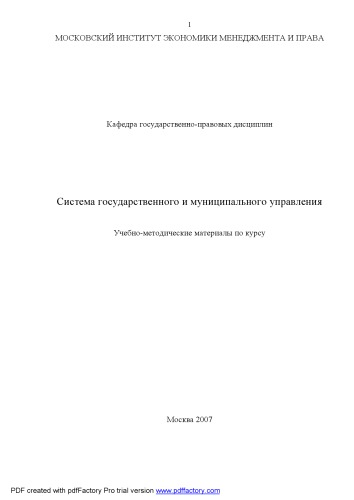 1
МОСКОВСКИЙ ИНСТИТУТ ЭКОНОМИКИ МЕНЕДЖМЕНТА И ПРАВА
Кафедра государственно-правовых дисциплин
Система государственного и муниципального управления
Учебно-методические материалы по курсу
Москва 2007
PDF created with pdfFactory Pro trial version www.pdffactory.com